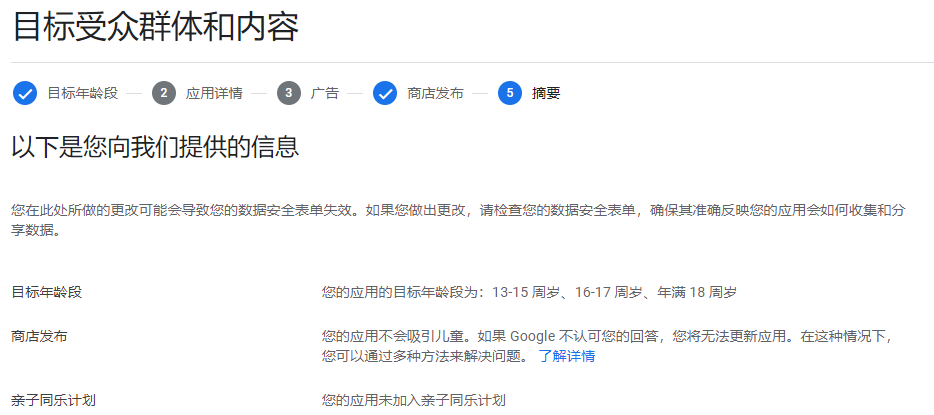 目标受众群体和内容
目标年龄段 2 应用详情 3 广告 商店发布 5 摘要
以下是您向我们提供的信息
您在此处所做的更改可能会导致您的数据安全表单失效。如果您做出更改，请检查您的数据安全表单，确保其准确反映您的应用会如何收集和分
享数据。
目标年龄段 您的应用的目标年龄段为：13-15 周岁、16-17 周岁、年满 18 周岁
商店发布 您的应用不会吸引儿童。如果 Google 不认可您的回答，您将无法更新应用。在这种情况下，
您可以通过多种方法来解决问题。 了解详情
亲子同乐计划 您的应用未加入亲子同乐计划